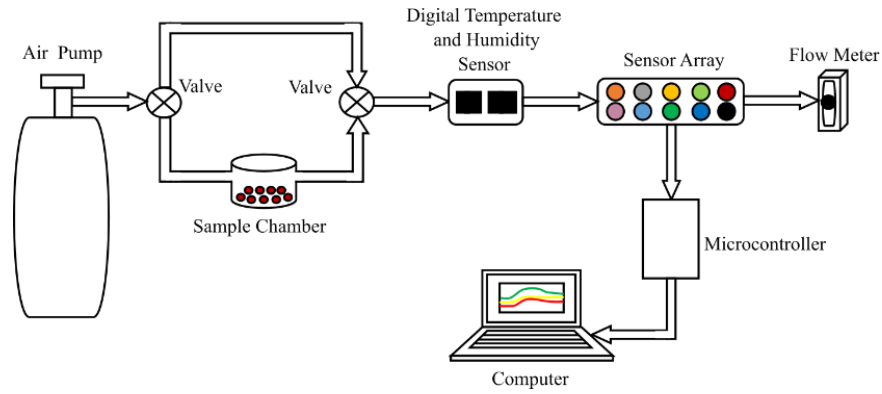 Digital Temperature
and Humidity
Sensor
Air Pump
Valve
Valve
Sensor Array
Flow Meter
Sample Chamber
Microcontroller
Computer